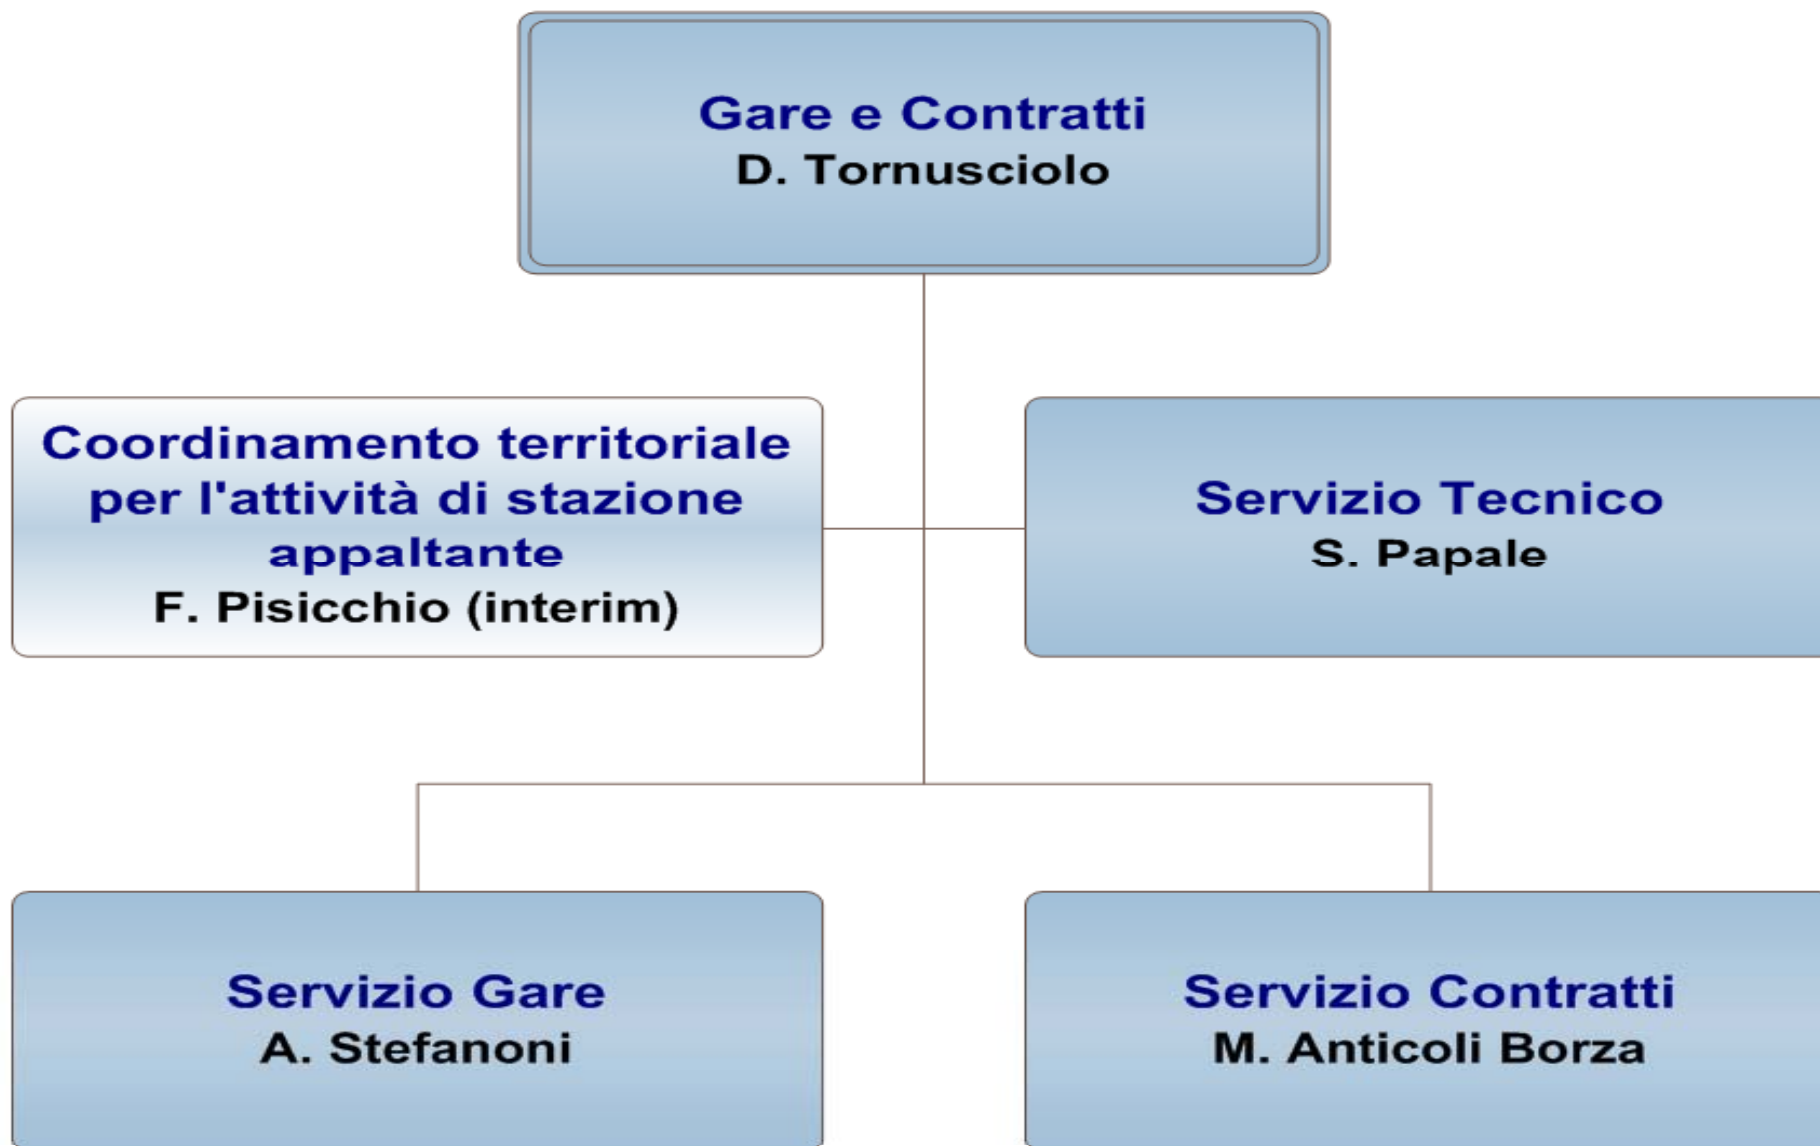 Gare e Contratti
D. Tornusciolo
Coordinamento territoriale
per l'attività di stazione
appaltante
F. Pisicchio (interim)
Servizio Tecnico
S. Papale
Servizio Gare
A. Stefanoni
Servizio Contratti
M. Anticoli Borza